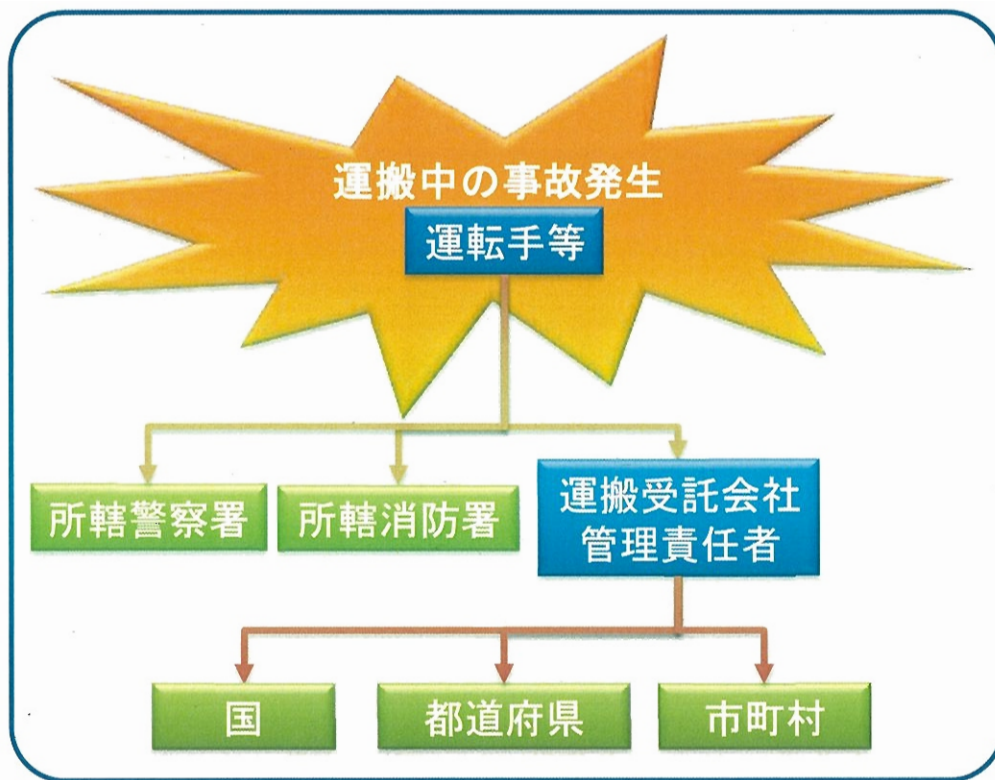 運搬中の事故発生
運転手等
所轄警察署
所轄消防署
運搬受託会社
管理責任者
国
都道府県
市町村